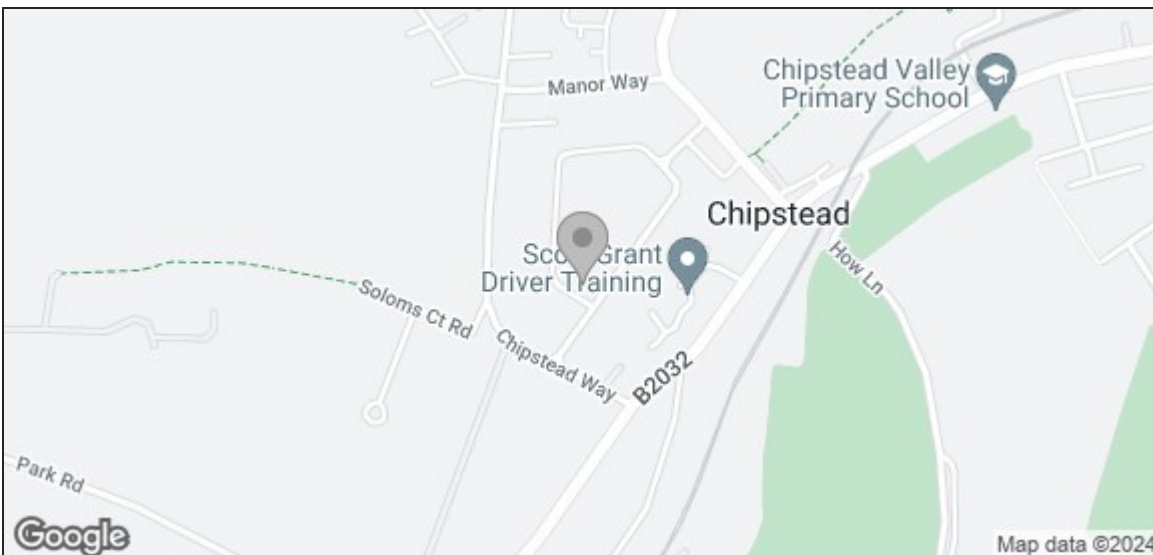 Manor Way
Chipstead Valley
Primary School
Chipstead
Grant
Driver Training
How Ln
Soloms Ct Rd
Chipstead Way
B2032
Park Rd
Google
Map data ©2024